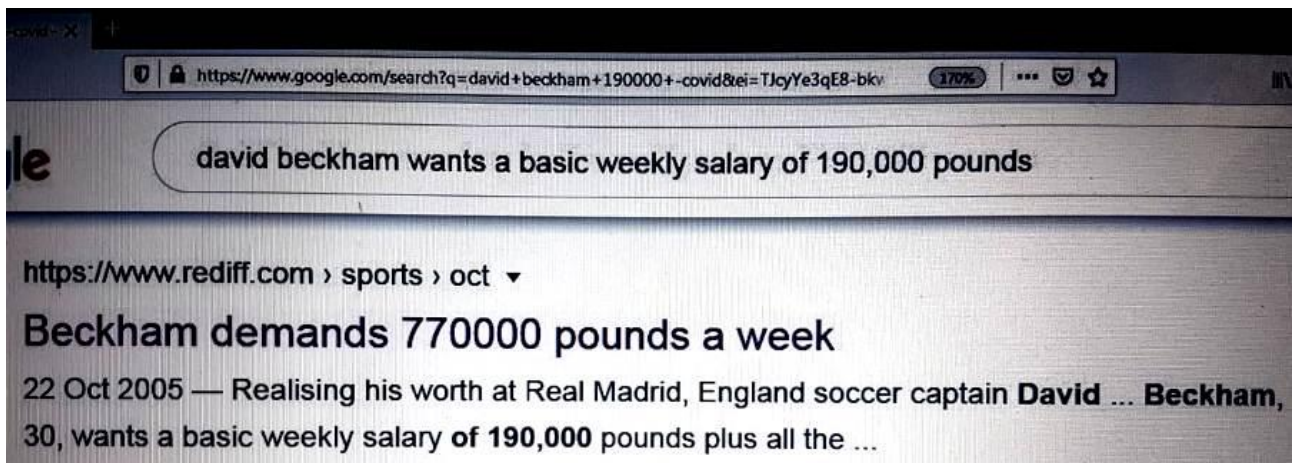 https://www.google.com/search?q=david+beckham+190000+-covid&ei=TJcyYe3qE8-bkv 170%
le david beckham wants a basic weekly salary of 190,000 pounds
https://www.rediff.com › sports › oct
Beckham demands 770000 pounds a week
22 Oct 2005 — Realising his worth at Real Madrid, England soccer captain David ... Beckham,
30, wants a basic weekly salary of 190,000 pounds plus all the ...